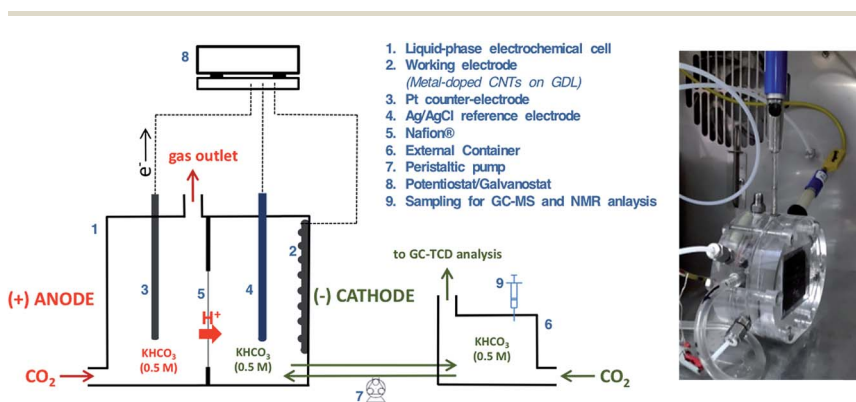 8
1. Liquid-phase electrochemical cell
2. Working electrode
(Metal-doped CNTs on GDL)
3. Pt counter-electrode
4. Ag/AgCl reference electrode
5. Nafion®
6. External Container
7. Peristaltic pump
8. Potentiostat/Galvanostat
9. Sampling for GC-MS and NMR anlaysis
e⁻
gas outlet
1
2
to GC-TCD analysis
9
(+) ANODE
3
5
4
(-) CATHODE
6
H⁺
KHCO₃
(0.5 M)
KHCO₃
(0.5 M)
KHCO₃
(0.5 M)
CO₂
7
CO₂